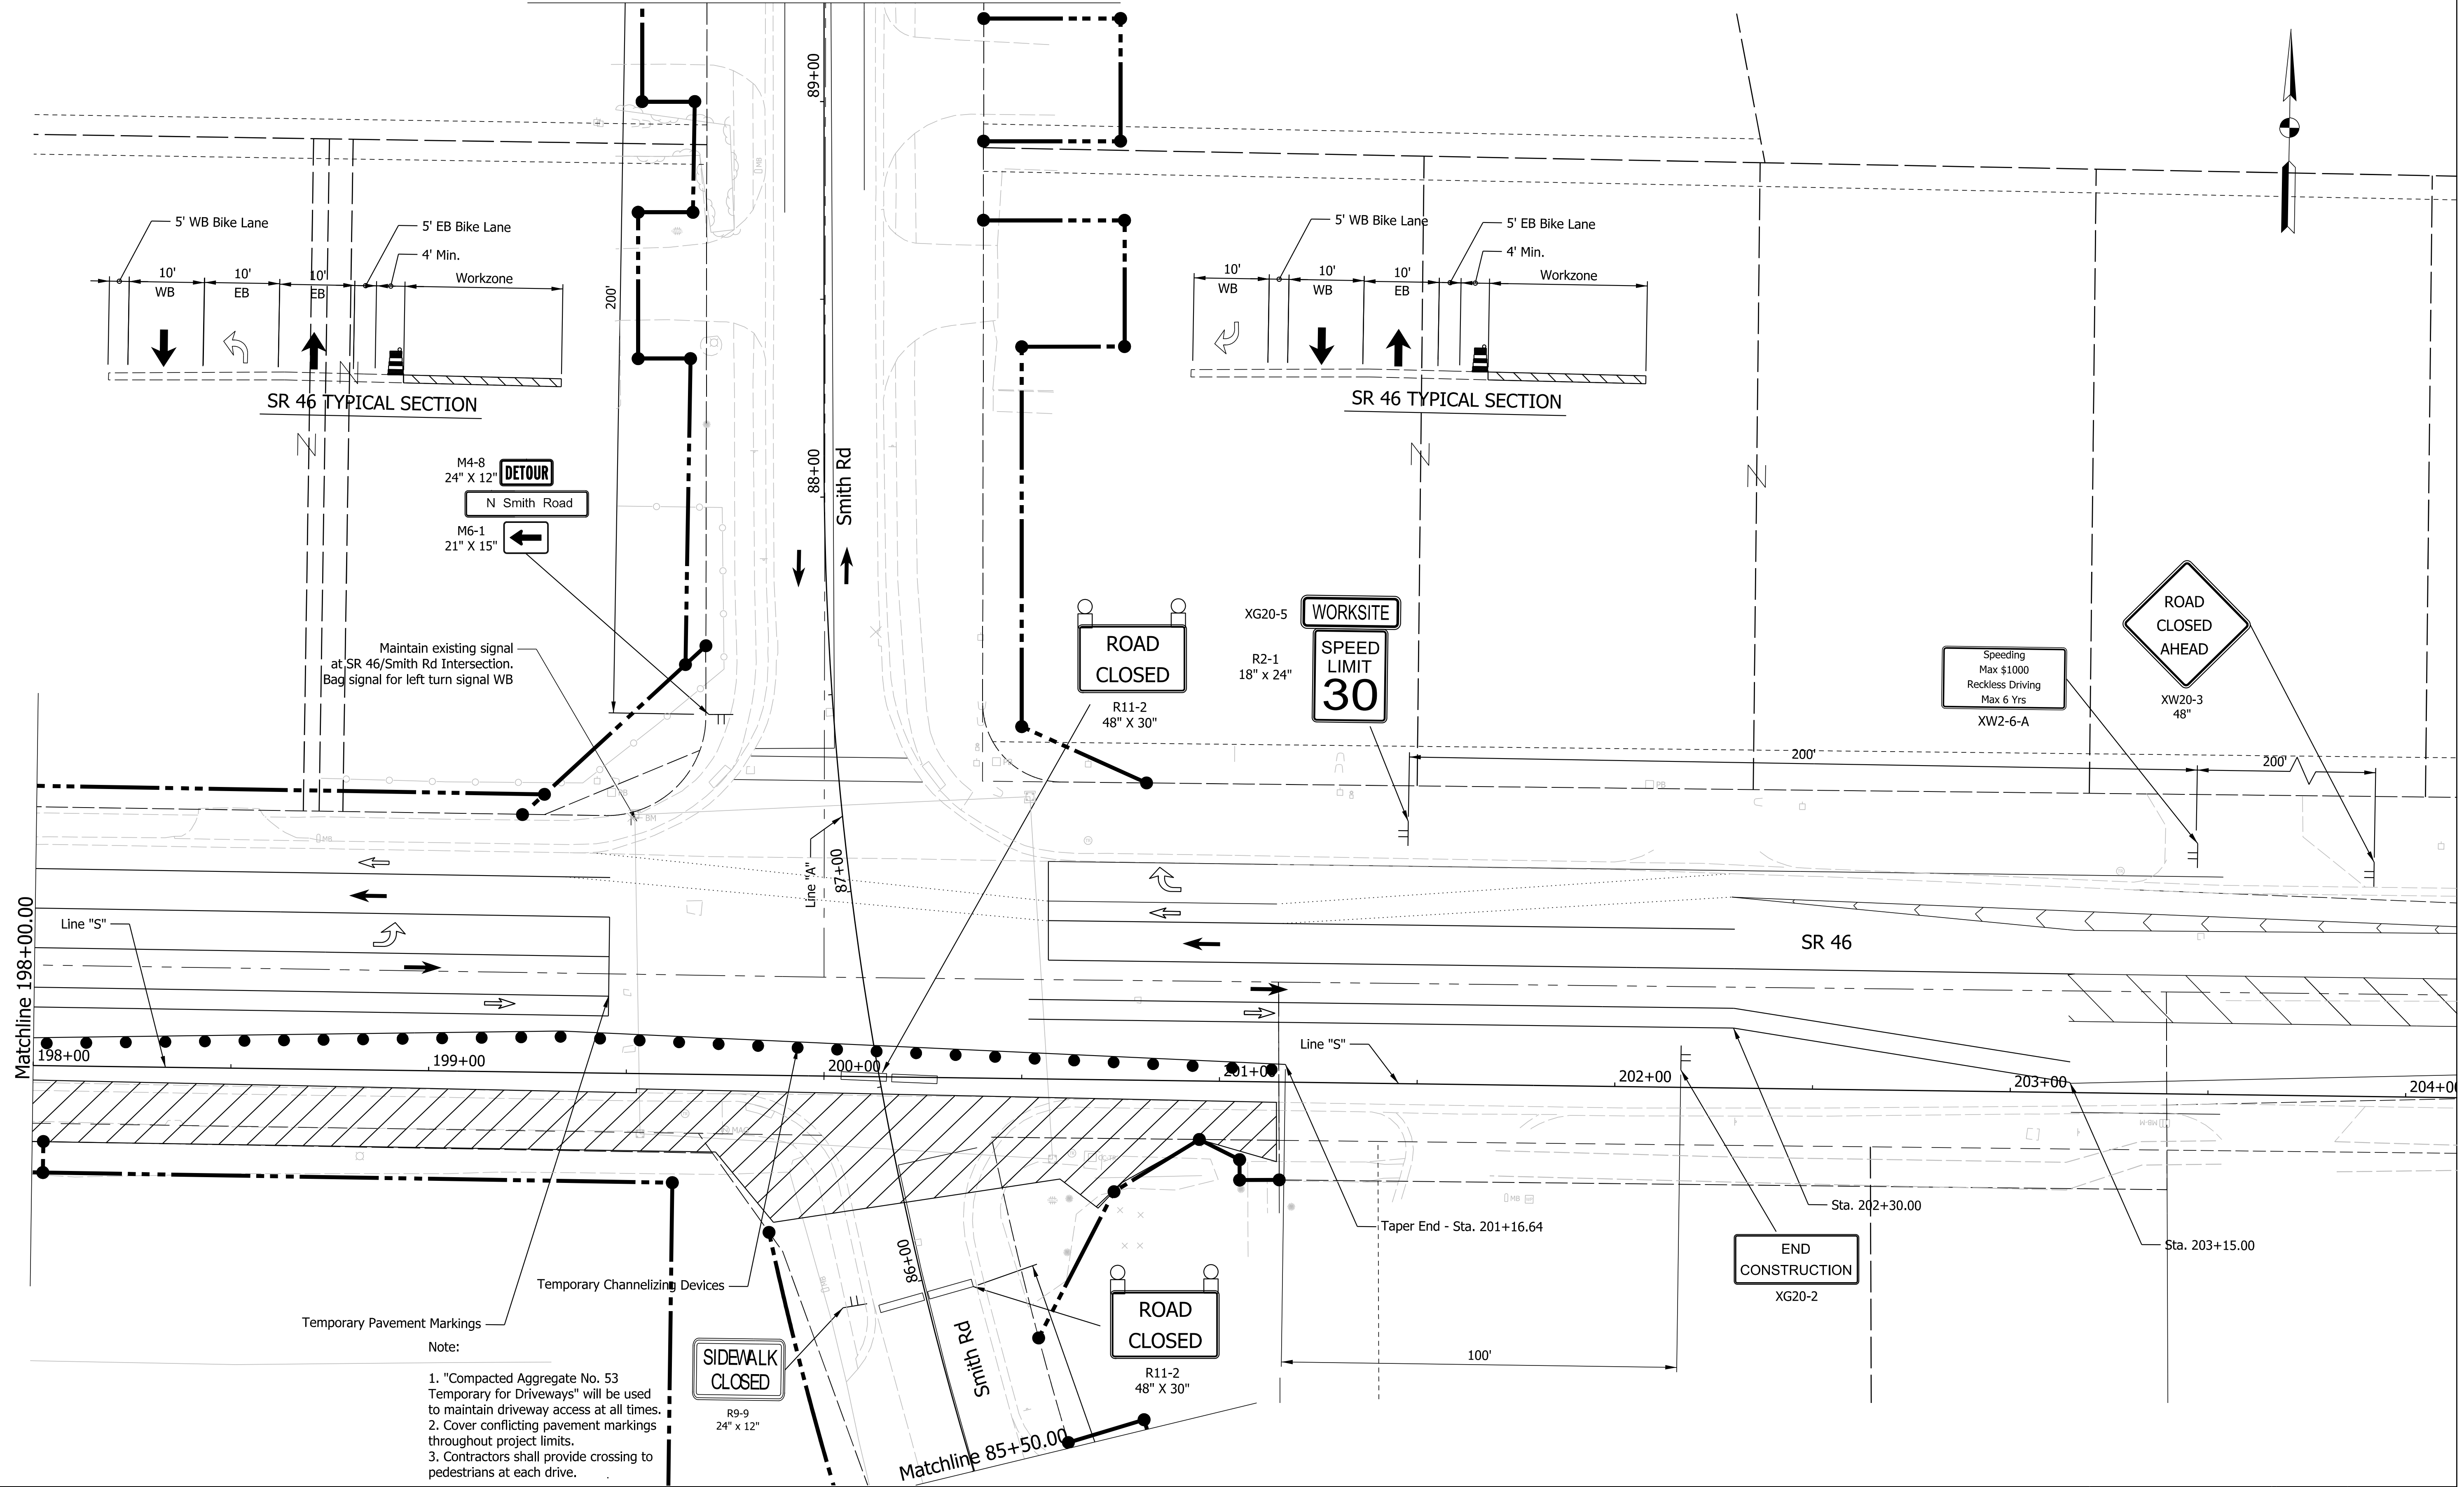 89+00
200'
5' WB Bike Lane
5' EB Bike Lane
4' Min.
10'
10'
10'
Workzone
WB
EB
EB
SR 46 TYPICAL SECTION
5' WB Bike Lane
5' EB Bike Lane
4' Min.
10'
10'
10'
Workzone
WB
WB
EB
SR 46 TYPICAL SECTION
88+00
Smith Rd
M4-8
24" X 12"
DETOUR
N Smith Road
M6-1
21" X 15"
Maintain existing signal
at SR 46/Smith Rd Intersection.
Bag signal for left turn signal WB
ROAD
CLOSED
R11-2
48" X 30"
XG20-5
WORKSITE
R2-1
18" x 24"
SPEED
LIMIT
30
Speeding
Max $1000
Reckless Driving
Max 6 Yrs
XW2-6-A
ROAD
CLOSED
AHEAD
XW20-3
48"
200'
200'
MB
PB
BM
PB
PB
MB
Line "A"
87+00
Matchline 198+00.00
Line "S"
SR 46
198+00
199+00
200+00
201+00
202+00
203+00
204+00
Line "S"
MAG
MB-M
MB
Sta. 202+30.00
Taper End - Sta. 201+16.64
Sta. 203+15.00
END
CONSTRUCTION
XG20-2
100'
86+00
Smith Rd
Temporary Channelizing Devices
Temporary Pavement Markings
SIDEWALK
CLOSED
R9-9
24" x 12"
ROAD
CLOSED
R11-2
48" X 30"
Matchline 85+50.00
Note:
1. "Compacted Aggregate No. 53
Temporary for Driveways" will be used
to maintain driveway access at all times.
2. Cover conflicting pavement markings
throughout project limits.
3. Contractors shall provide crossing to
pedestrians at each drive.